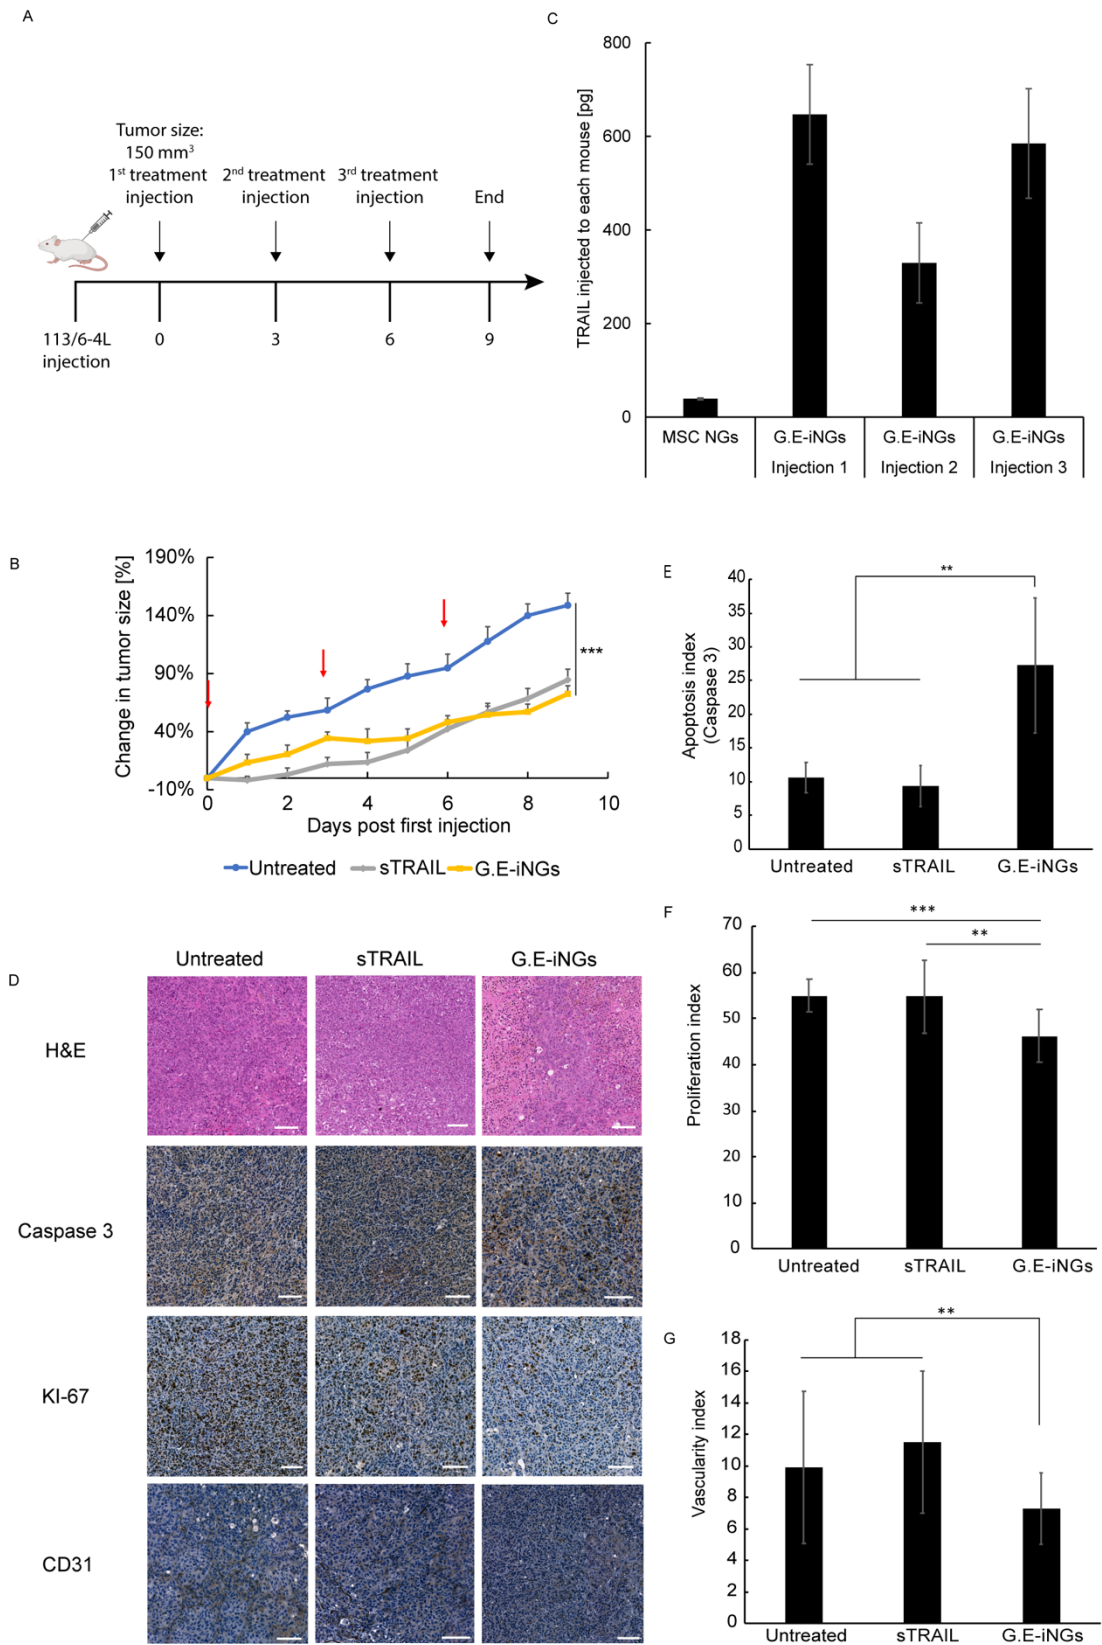 A
Tumor size:
150 mm³
1st treatment
injection
2nd treatment
injection
3rd treatment
injection
End
113/6-4L
injection
0
3
6
9
C
TRAIL injected to each mouse [pg]
800
600
400
200
0
MSC NGs
G.E-iNGs
G.E-iNGs
G.E-iNGs
Injection 1
Injection 2
Injection 3
B
Change in tumor size [%]
190%
140%
90%
40%
-10%
***
0
2
4
6
8
10
Days post first injection
Untreated
sTRAIL
G.E-iNGs
E
Apoptosis index
(Caspase 3)
40
35
30
25
20
15
10
5
0
**
Untreated
sTRAIL
G.E-iNGs
D
Untreated
sTRAIL
G.E-iNGs
H&E
Caspase 3
KI-67
CD31
F
Proliferation index
70
60
50
40
30
20
10
0
***
**
Untreated
sTRAIL
G.E-iNGs
G
Vascularity index
18
16
14
12
10
8
6
4
2
0
**
Untreated
sTRAIL
G.E-iNGs